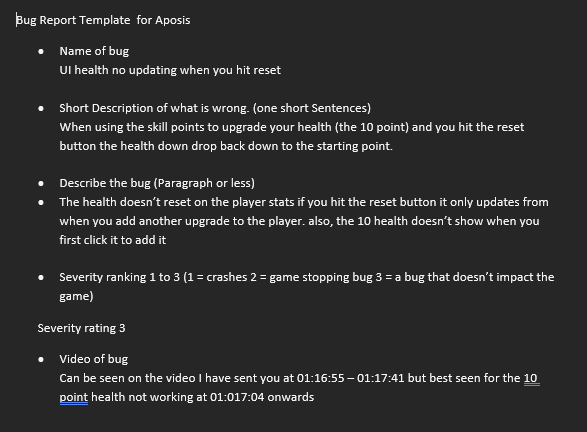 Bug Report Template  for Aposis
• Name of bug
UI health no updating when you hit reset
• Short Description of what is wrong. (one short Sentences)
When using the skill points to upgrade your health (the 10 point) and you hit the reset
button the health down drop back down to the starting point.
• Describe the bug (Paragraph or less)
• The health doesn't reset on the player stats if you hit the reset button it only updates from
when you add another upgrade to the player. also, the 10 health doesn't show when you
first click it to add it
• Severity ranking 1 to 3 (1 = crashes 2 = game stopping bug 3 = a bug that doesn't impact the
game)
Severity rating 3
• Video of bug
Can be seen on the video I have sent you at 01:16:55 – 01:17:41 but best seen for the 10
point health not working at 01:017:04 onwards